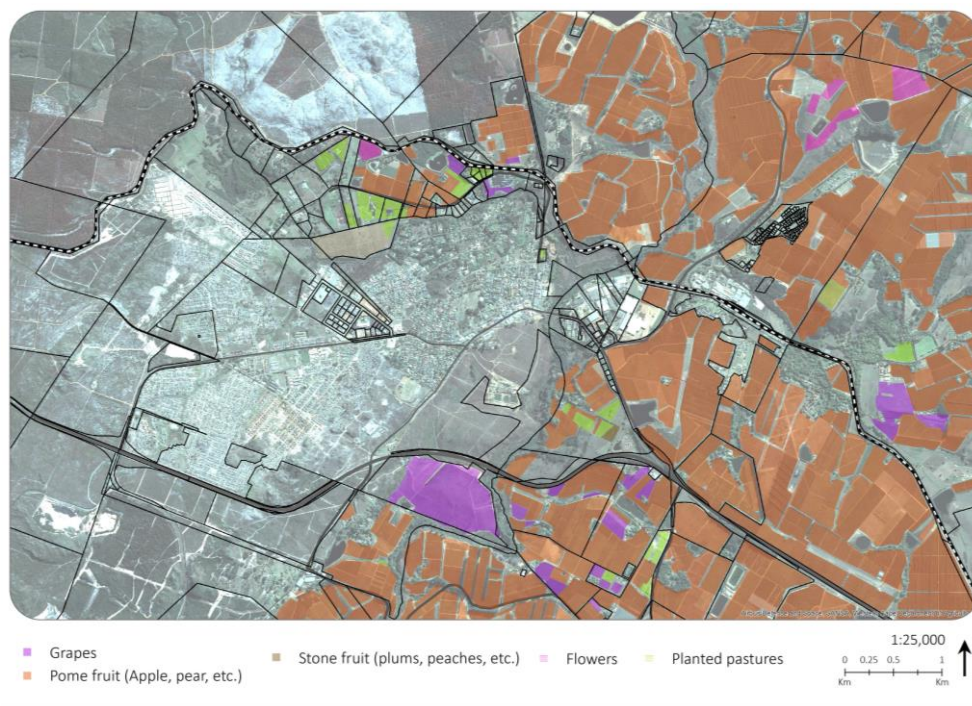 Grapes
Pome fruit (Apple, pear, etc.)
Stone fruit (plums, peaches, etc.)
Flowers
Planted pastures
1:25,000
0 0.25 0.5 1
Km Km